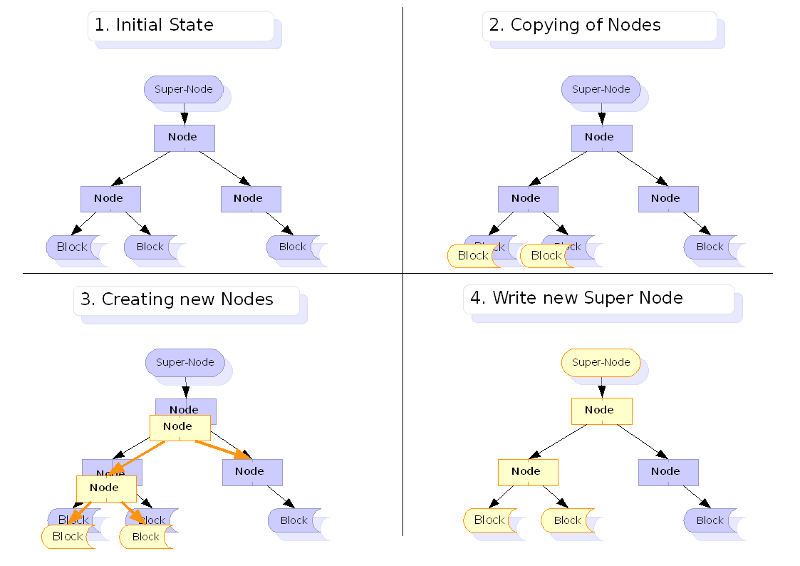 1. Initial State
Super-Node
Node
Node
Node
Block
Block
Block
2. Copying of Nodes
Super-Node
Node
Node
Node
Block
Block
Block
Block
Block
3. Creating new Nodes
Super-Node
Node
Node
Node
Node
Node
Block
Block
Block
Block
Block
4. Write new Super Node
Super-Node
Node
Node
Node
Block
Block
Block